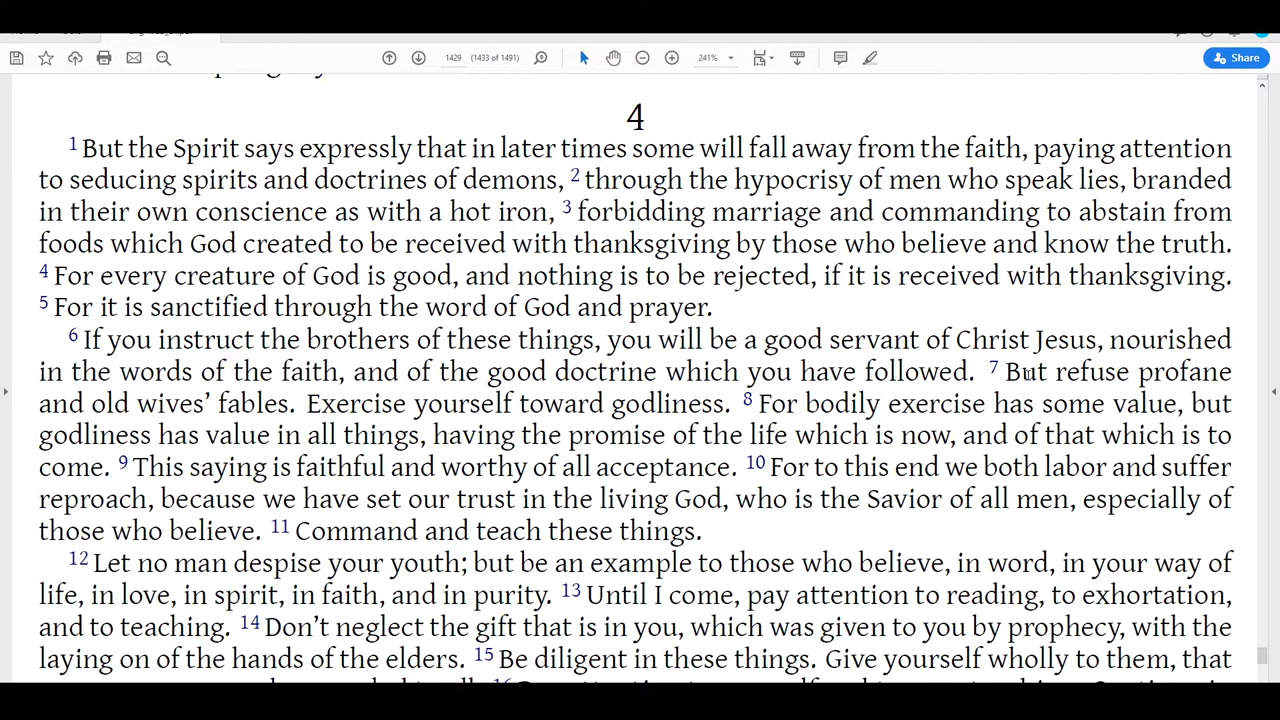 1429 (1433 of 1491) 241% Share
4
1 But the Spirit says expressly that in later times some will fall away from the faith, paying attention
to seducing spirits and doctrines of demons, 2 through the hypocrisy of men who speak lies, branded
in their own conscience as with a hot iron, 3 forbidding marriage and commanding to abstain from
foods which God created to be received with thanksgiving by those who believe and know the truth.
4 For every creature of God is good, and nothing is to be rejected, if it is received with thanksgiving.
5 For it is sanctified through the word of God and prayer.
6 If you instruct the brothers of these things, you will be a good servant of Christ Jesus, nourished
in the words of the faith, and of the good doctrine which you have followed. 7 But refuse profane
and old wives’ fables. Exercise yourself toward godliness. 8 For bodily exercise has some value, but
godliness has value in all things, having the promise of the life which is now, and of that which is to
come. 9 This saying is faithful and worthy of all acceptance. 10 For to this end we both labor and suffer
reproach, because we have set our trust in the living God, who is the Savior of all men, especially of
those who believe. 11 Command and teach these things.
12 Let no man despise your youth; but be an example to those who believe, in word, in your way of
life, in love, in spirit, in faith, and in purity. 13 Until I come, pay attention to reading, to exhortation,
and to teaching. 14 Don’t neglect the gift that is in you, which was given to you by prophecy, with the
laying on of the hands of the elders. 15 Be diligent in these things. Give yourself wholly to them, that